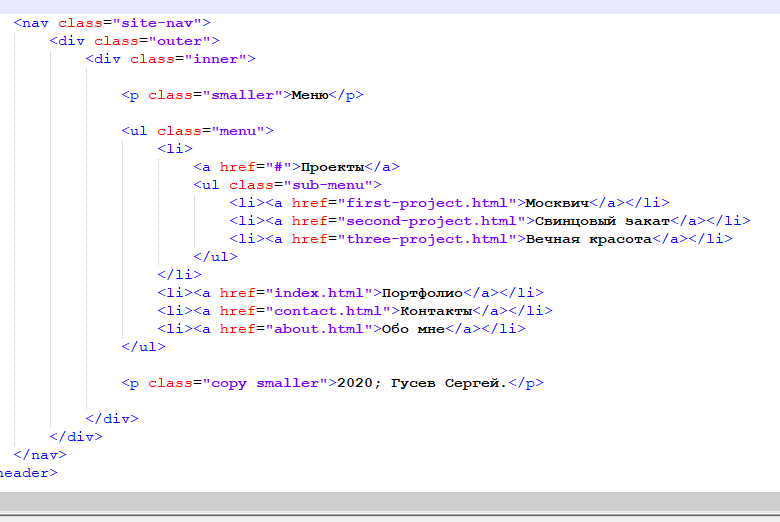 <nav class="site-nav">
<div class="outer">
<div class="inner">
<p class="smaller">Меню</p>
<ul class="menu">
<li>
<a href="#">Проекты</a>
<ul class="sub-menu">
<li><a href="first-project.html">Москвич</a></li>
<li><a href="second-project.html">Свинцовый Закат</a></li>
<li><a href="three-project.html">Вечная красота</a></li>
</ul>
</li>
<li><a href="index.html">Портфолио</a></li>
<li><a href="contact.html">Контакты</a></li>
<li><a href="about.html">Обо мне</a></li>
</ul>
<p class="copy smaller">2020; Гусев Сергей.</p>
</div>
</div>
</nav>
header>